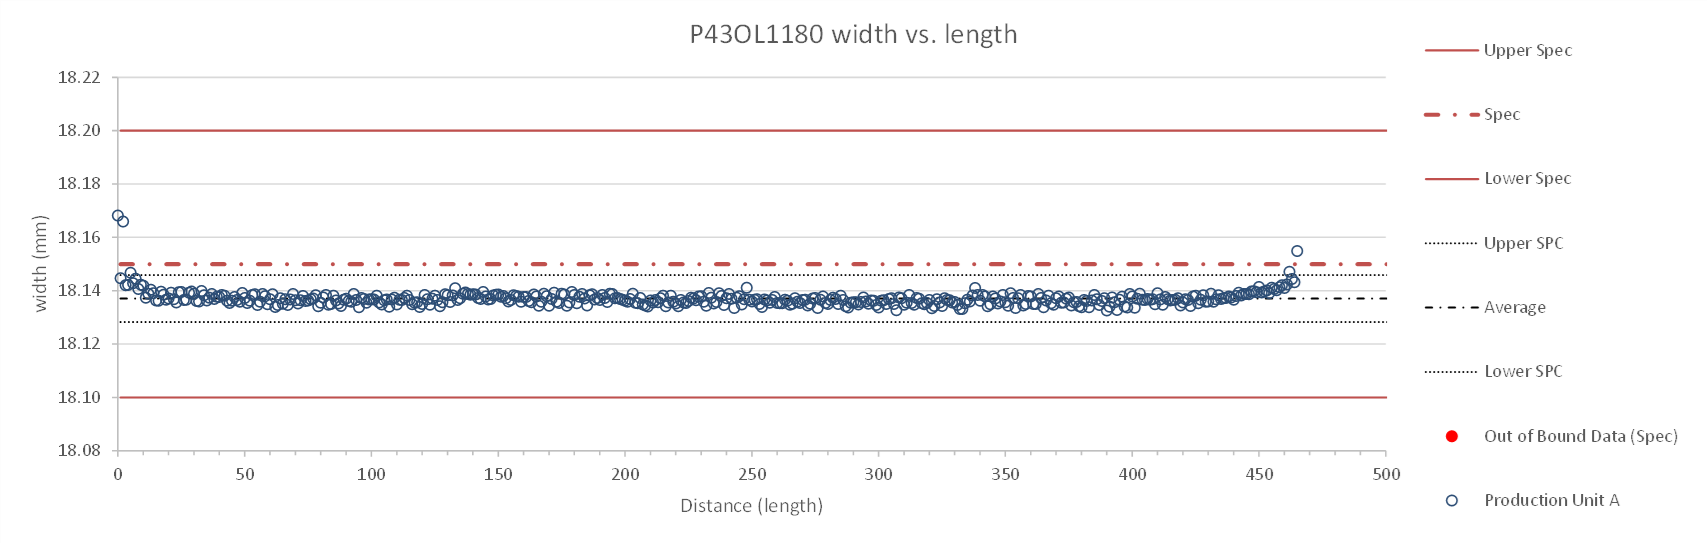 P43OL1180 width vs. length
18.22
18.20
18.18
18.16
18.14
18.12
18.10
18.08
width (mm)
0 50 100 150 200 250 300 350 400 450 500
Distance (length)
Upper Spec
Spec
Lower Spec
Upper SPC
Average
Lower SPC
Out of Bound Data (Spec)
Production Unit A